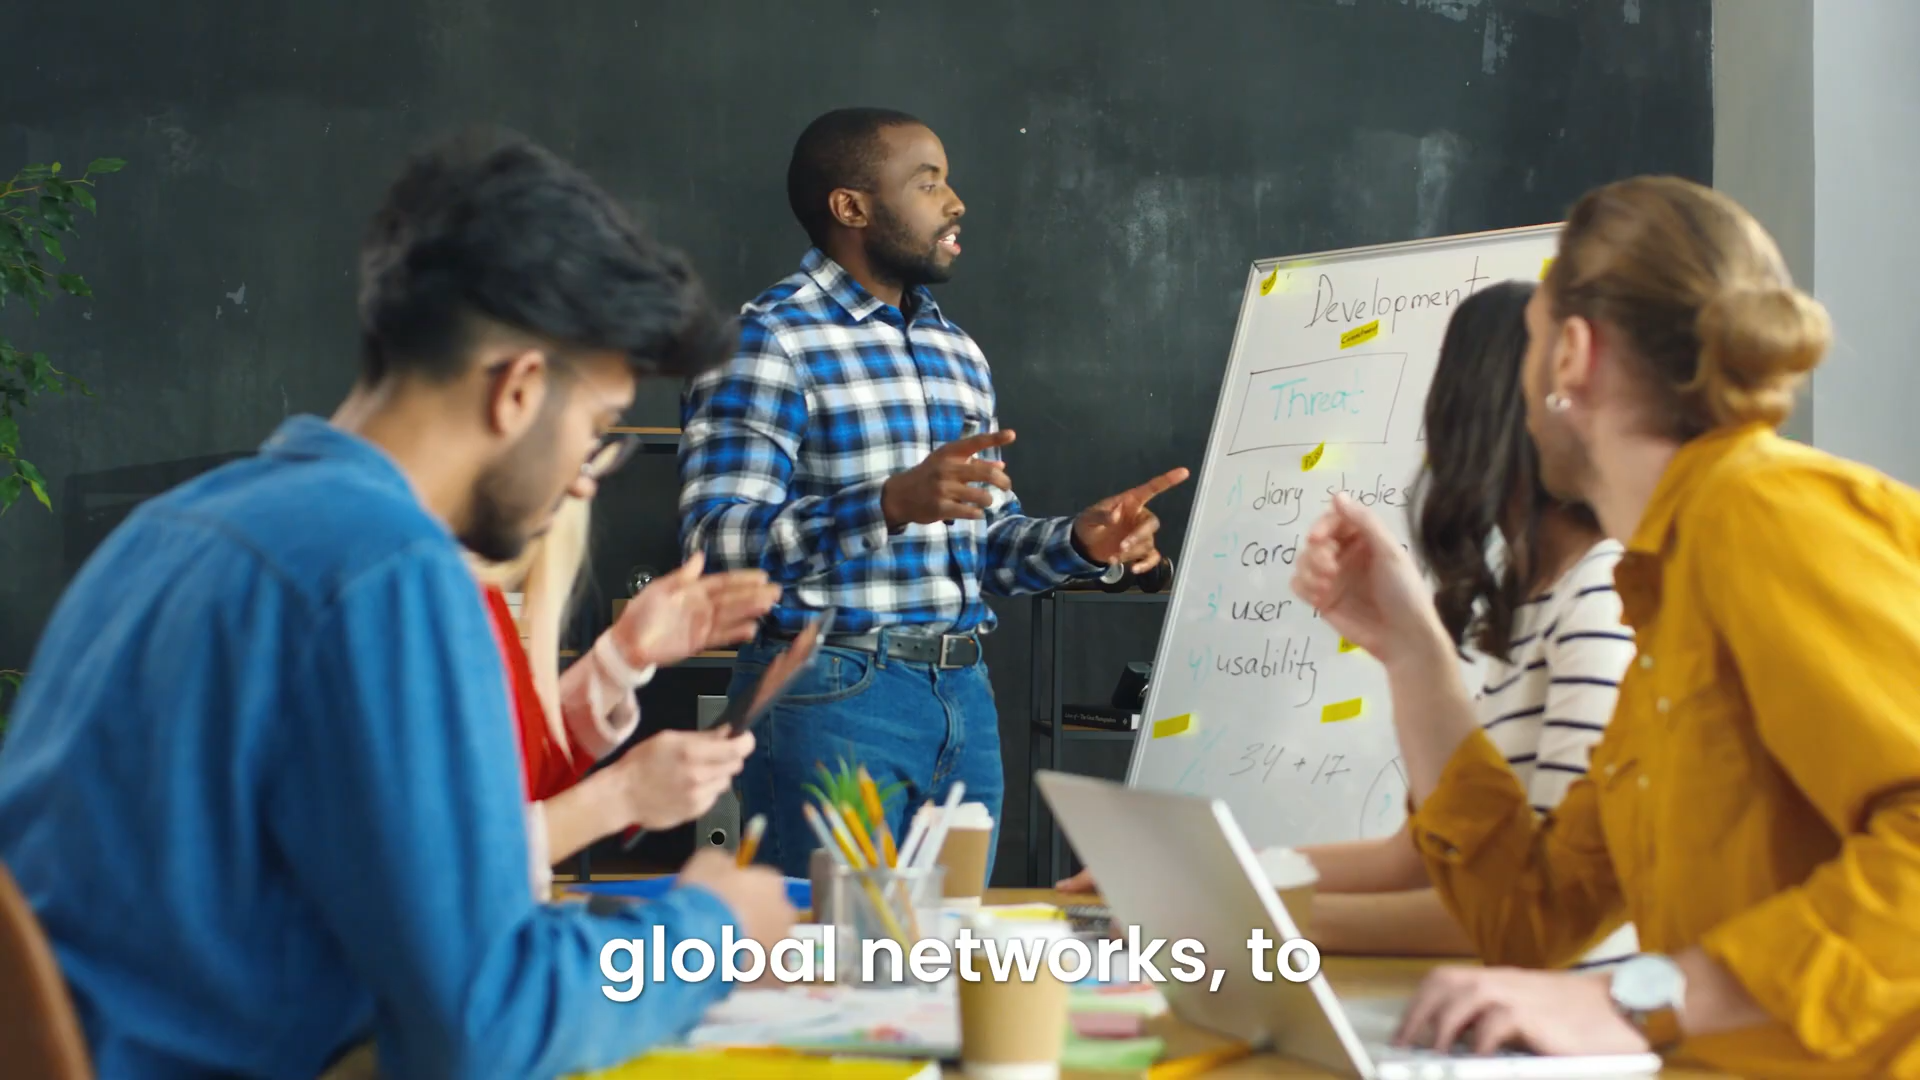 Development
Threat
1) diary studies
2) card
3) user
4) usability
34 + 17
global networks, to